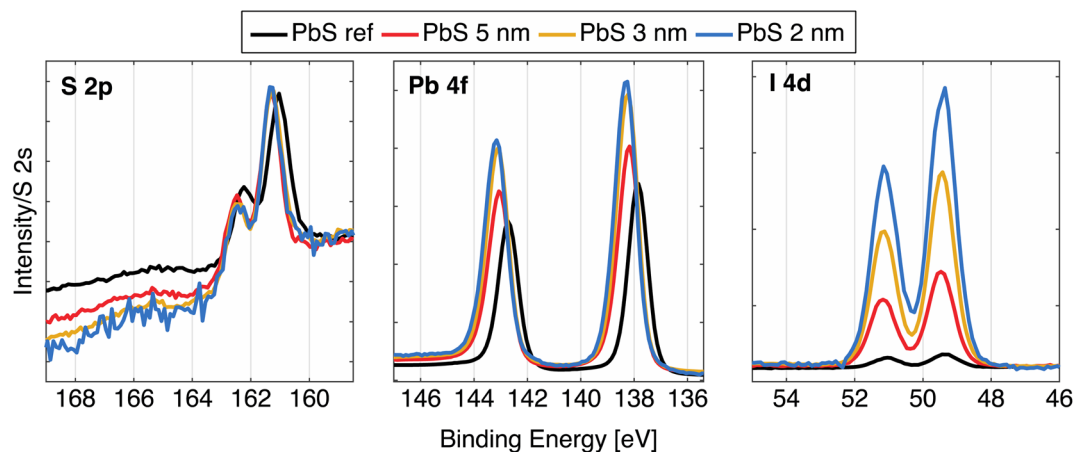 PbS ref PbS 5 nm PbS 3 nm PbS 2 nm
S 2p
Pb 4f
I 4d
Intensity/S 2s
168 166 164 162 160
146 144 142 140 138 136
54 52 50 48 46
Binding Energy [eV]